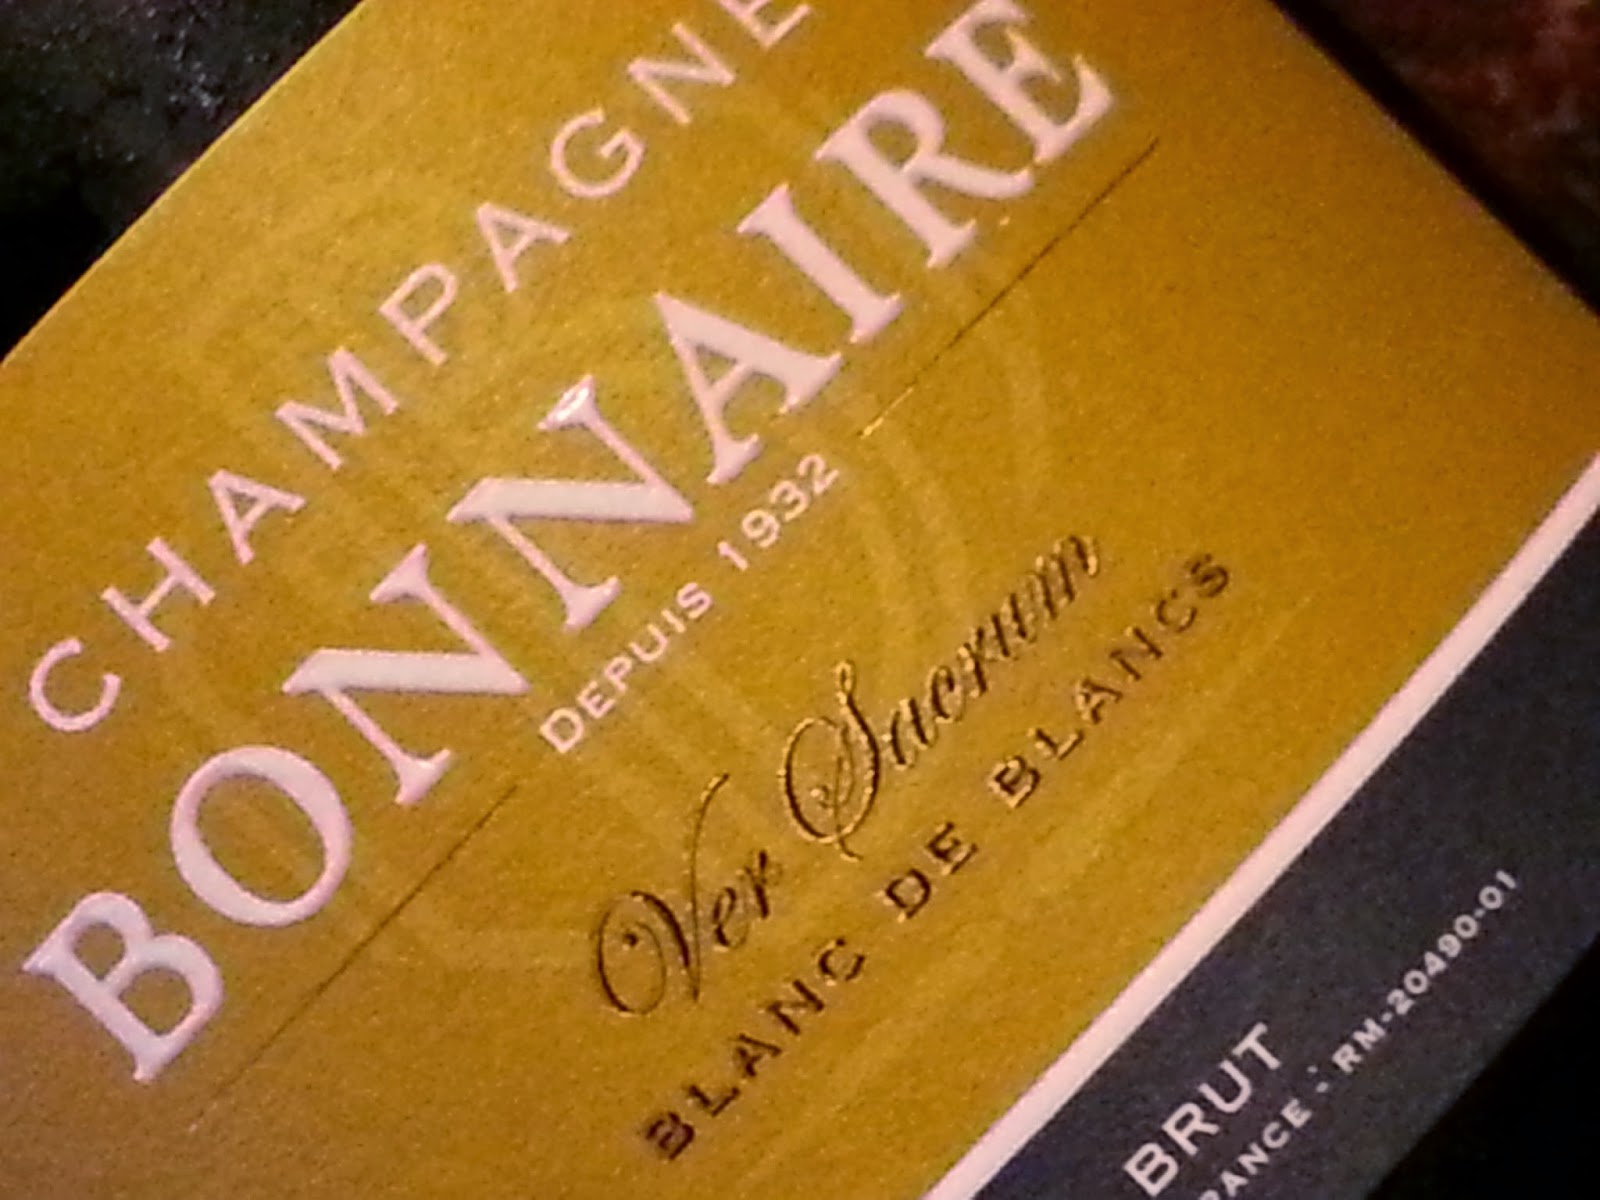 CHAMPAGNE
BONNAIRE
DEPUIS 1932
Ver Sacrum
BLANC DE BLANCS
BRUT
RANCE - RM-20490-01